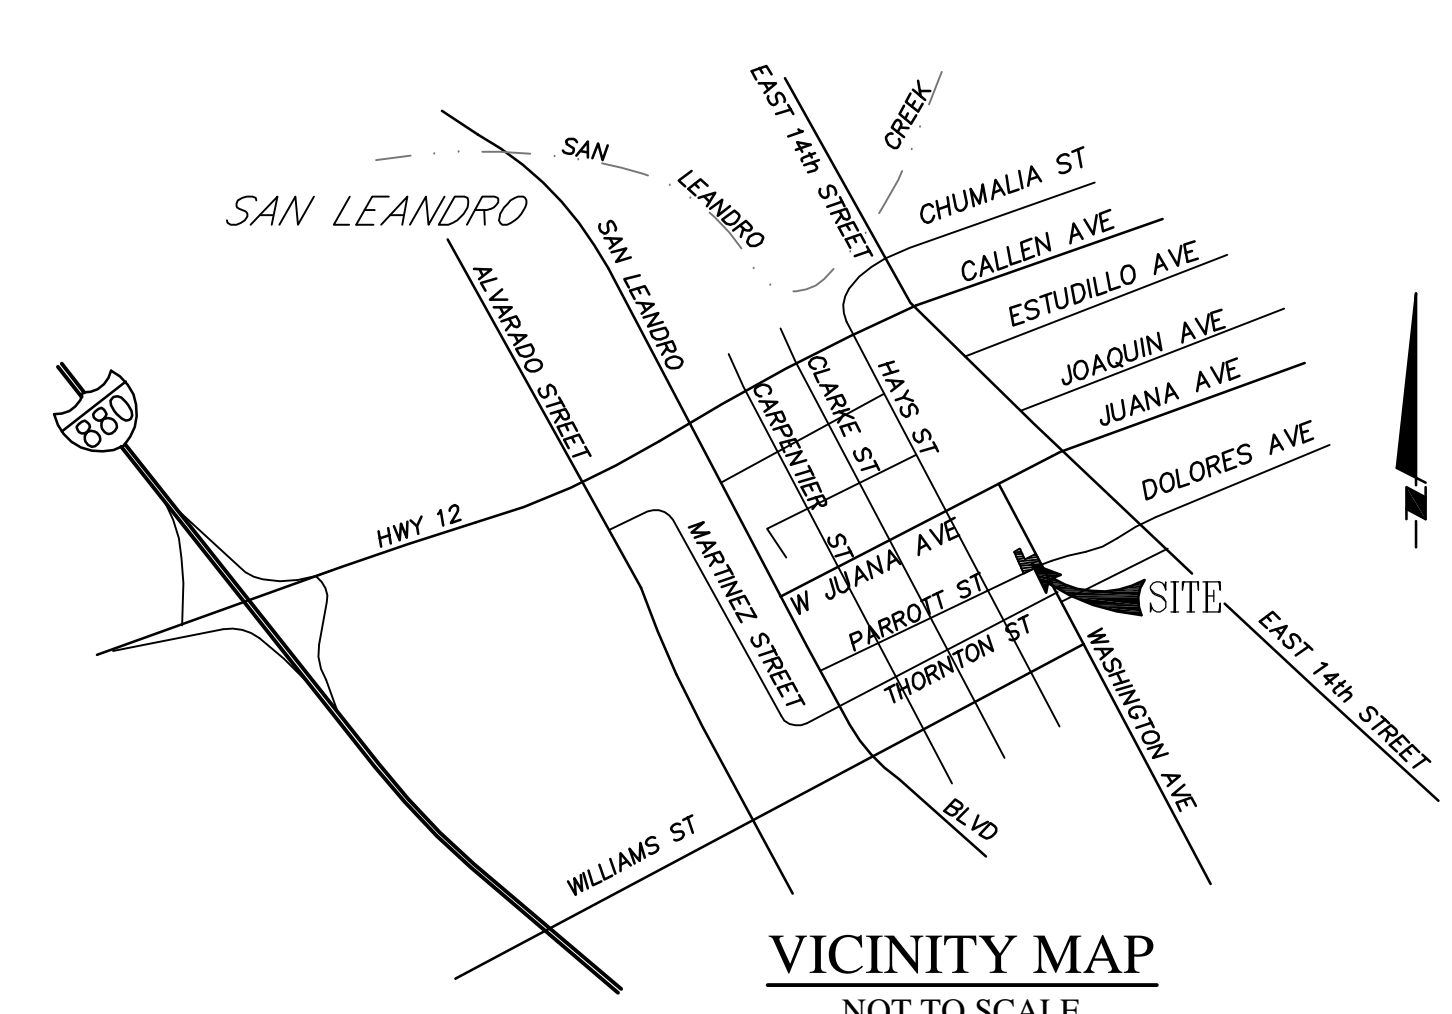 EAST 14th STREET
CREEK
SAN
LEANDRO
CHUMALIA ST
SAN LEANDRO
CALLEN AVE
SAN LEANDRO
ESTUDILLO AVE
ALVARADO STREET
JOAQUIN AVE
JUANA AVE
CLARKE ST
HAYS ST
CARPENTIER ST
880
DOLORES AVE
N
HWY 12
MARTINEZ STREET
W JUANA AVE
PARROTT ST
SITE
THORNTON ST
WASHINGTON AVE
EAST 14th STREET
BLVD
WILLIAMS ST
VICINITY MAP
NOT TO SCALE